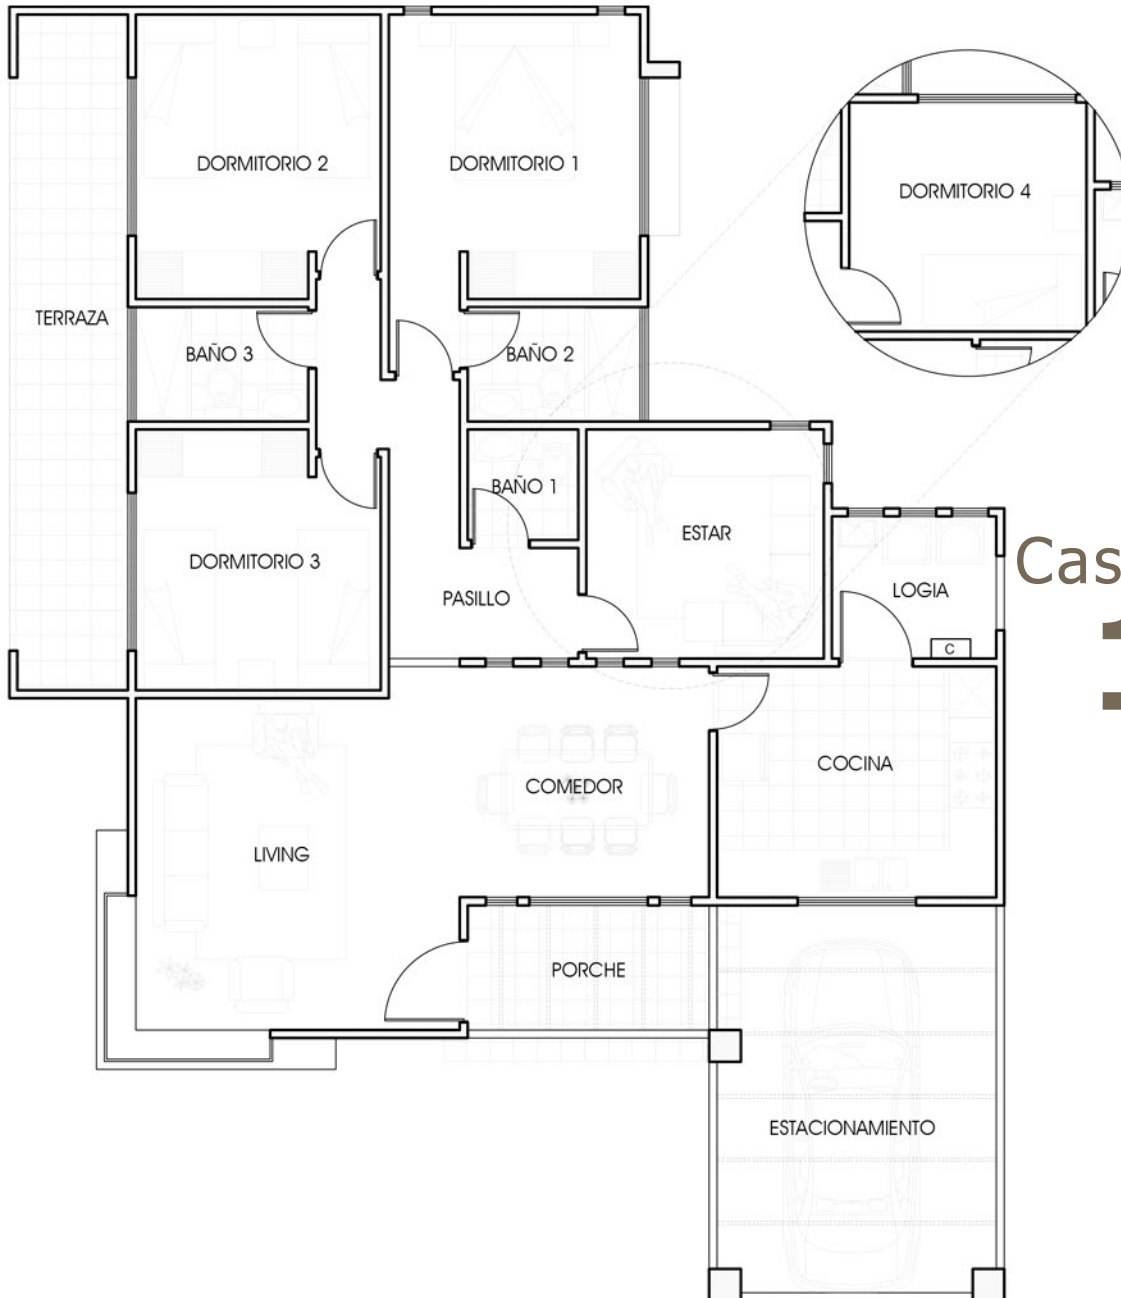 DORMITORIO 2
DORMITORIO 1
DORMITORIO 4
TERRAZA
BAÑO 3
BAÑO 2
BAÑO 1
ESTAR
DORMITORIO 3
PASILLO
LOGIA
Cas
C
COCINA
COMEDOR
LIVING
PORCHE
ESTACIONAMIENTO